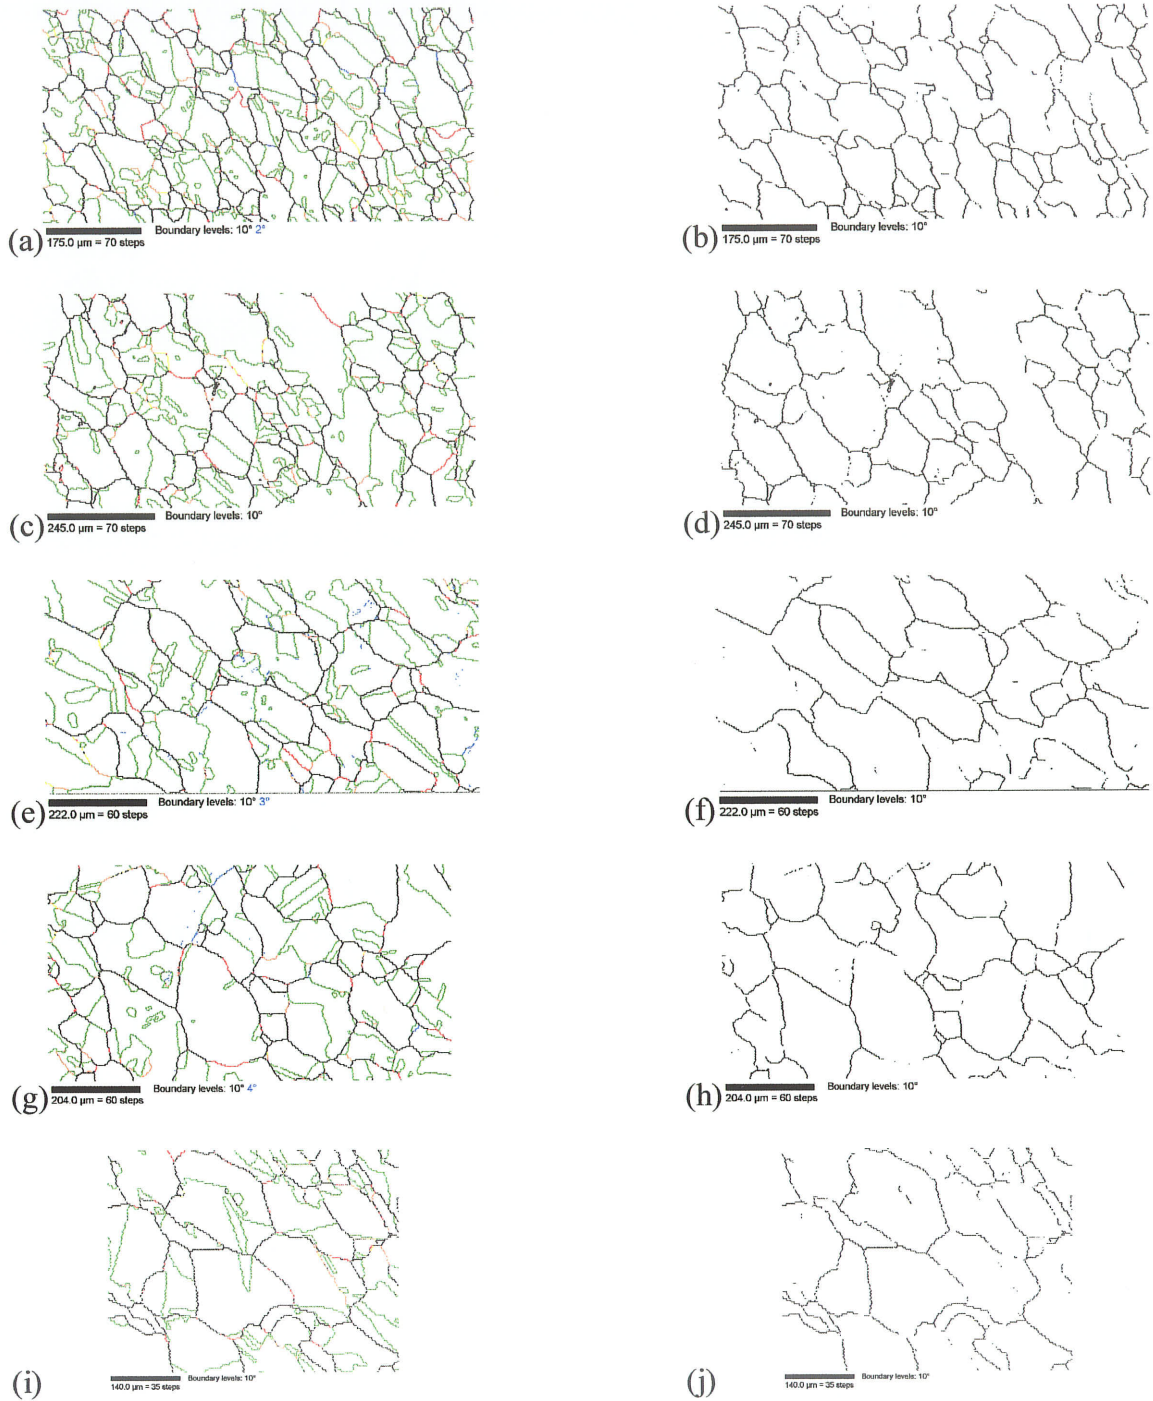 (a)
175.0 µm = 70 steps
Boundary levels: 10° 2°
(b)
175.0 µm = 70 steps
Boundary levels: 10°
(c)
245.0 µm = 70 steps
Boundary levels: 10°
(d)
245.0 µm = 70 steps
Boundary levels: 10°
(e)
222.0 µm = 60 steps
Boundary levels: 10° 3°
(f)
222.0 µm = 60 steps
Boundary levels: 10°
(g)
204.0 µm = 60 steps
Boundary levels: 10° 4°
(h)
204.0 µm = 60 steps
Boundary levels: 10°
(i)
140.0 µm = 35 steps
Boundary levels: 10°
(j)
140.0 µm = 35 steps
Boundary levels: 10°